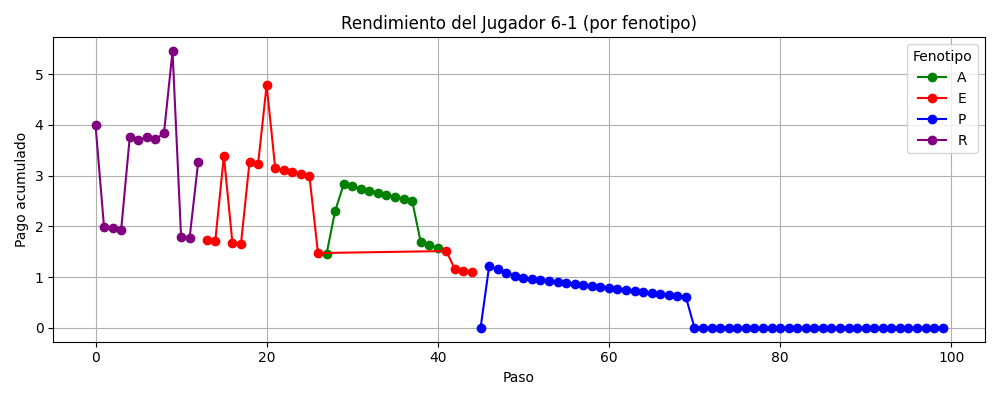 Rendimiento del Jugador 6-1 (por fenotipo)
Pago acumulado
5
4
3
2
1
0
0
20
40
60
80
100
Paso
Fenotipo
A
E
P
R